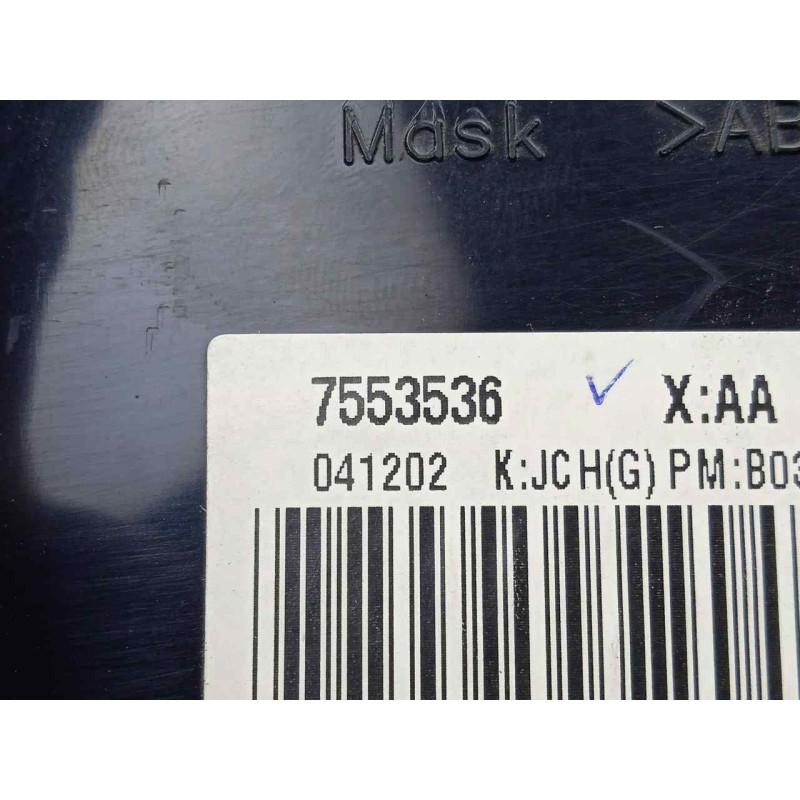 Mask >AB
7553536 X:AA
041202 K:JCH(G) PM:B03